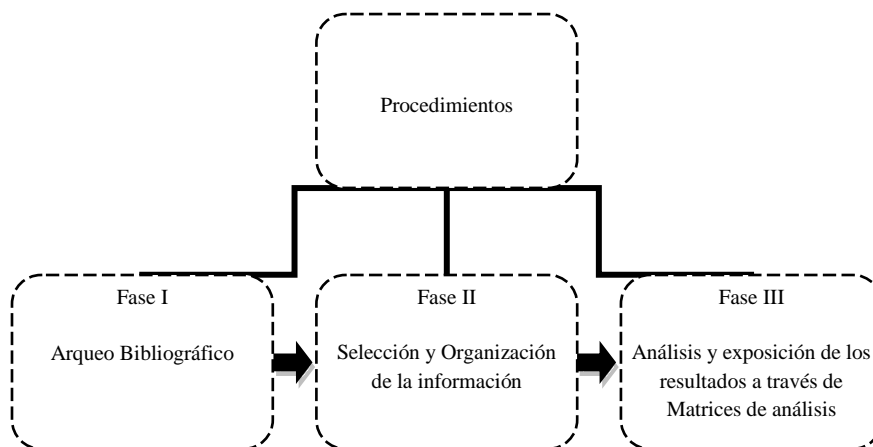 Procedimientos
Fase I
Arqueo Bibliográfico
Fase II
Selección y Organización
de la información
Fase III
Análisis y exposición de los
resultados a través de
Matrices de análisis